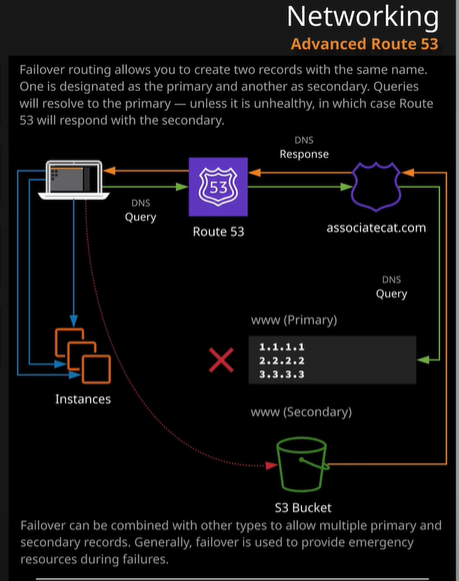 Networking
Advanced Route 53
Failover routing allows you to create two records with the same name.
One is designated as the primary and another as secondary. Queries
will resolve to the primary — unless it is unhealthy, in which case Route
53 will respond with the secondary.
DNS
Response
53
DNS
Query
Route 53
associatecat.com
DNS
Query
www (Primary)
1.1.1.1
2.2.2.2
3.3.3.3
Instances
www (Secondary)
S3 Bucket
Failover can be combined with other types to allow multiple primary and
secondary records. Generally, failover is used to provide emergency
resources during failures.